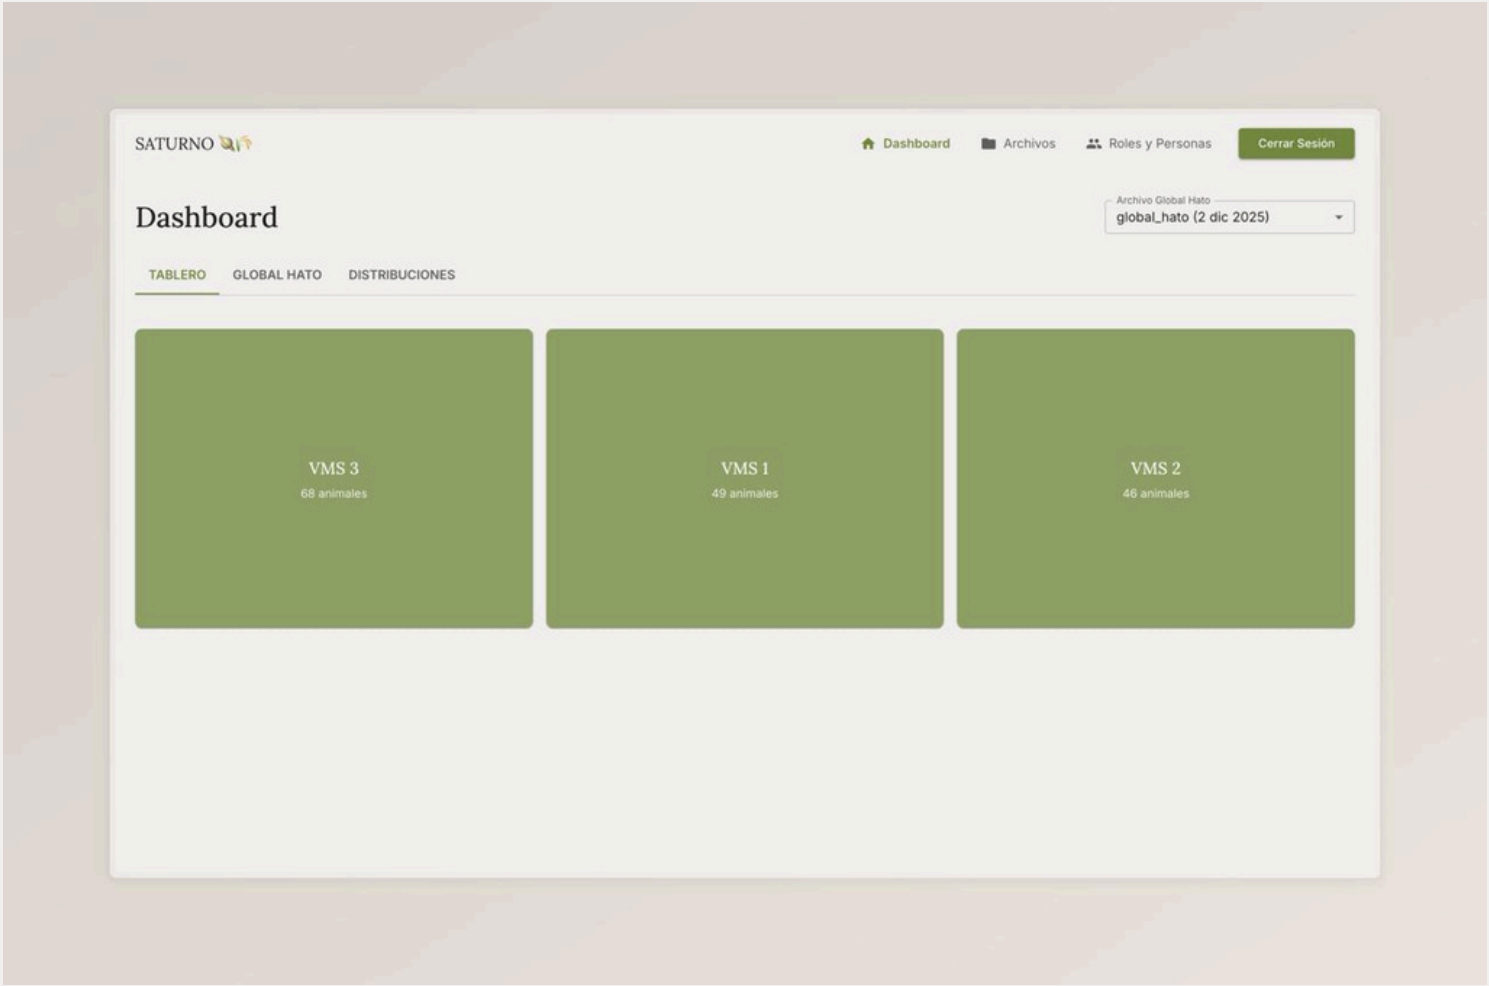 SATURNO
Dashboard
Archivos
Roles y Personas
Cerrar Sesión
Dashboard
Archivo Global Hato
global_hato (2 dic 2025)
TABLERO
GLOBAL HATO
DISTRIBUCIONES
VMS 3
68 animales
VMS 1
49 animales
VMS 2
46 animales